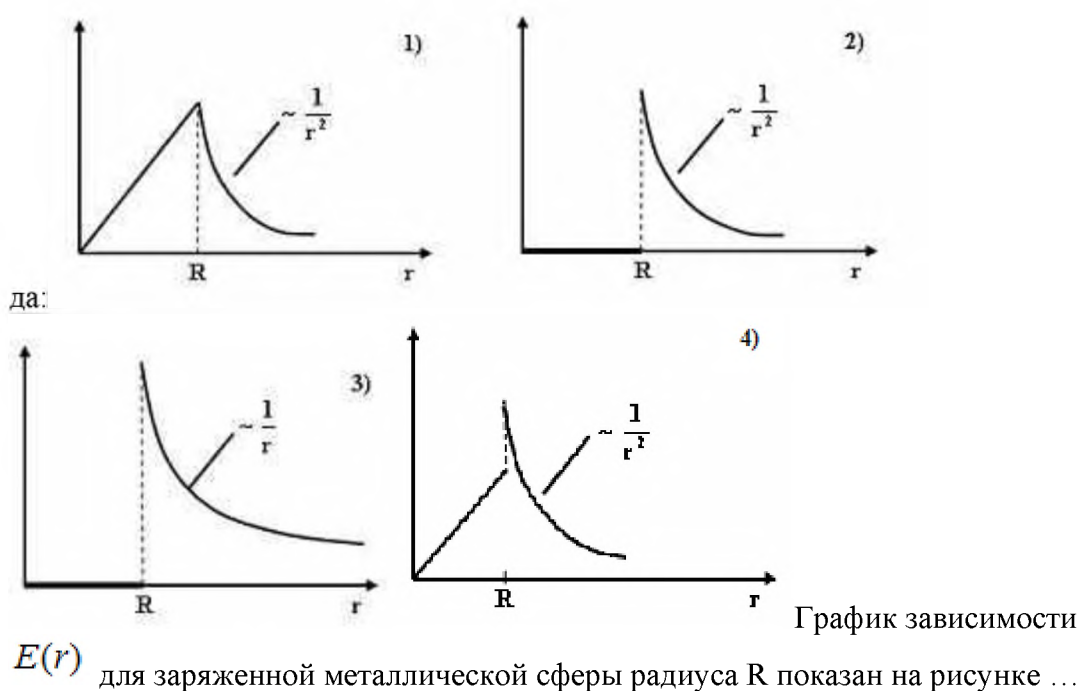 1)
~ 1/r²
R r
2)
~ 1/r²
R r
да:
3)
~ 1/r
R r
4)
~ 1/r²
R r
График зависимости
E(r) для заряженной металлической сферы радиуса R показан на рисунке …